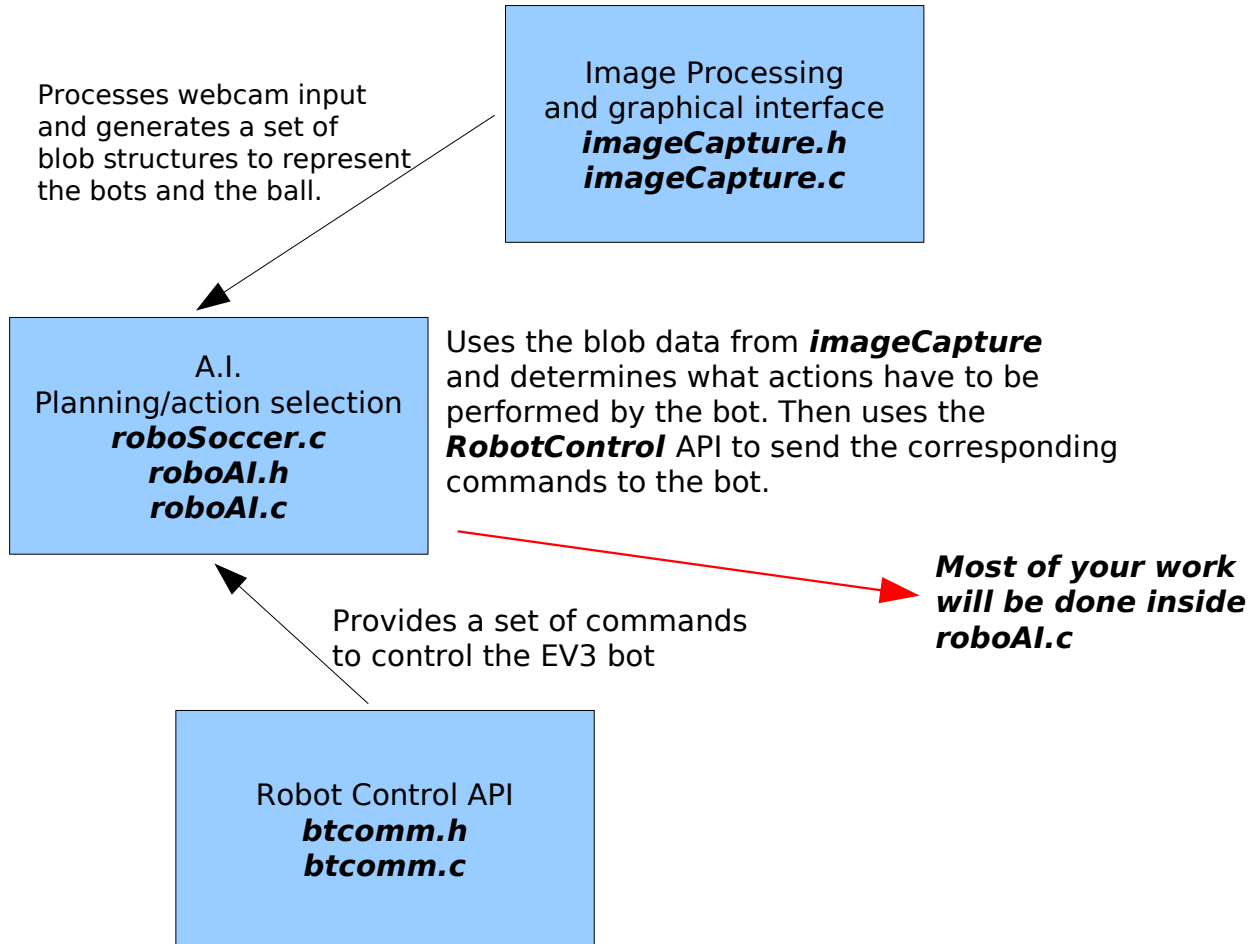 Image Processing
and graphical interface
imageCapture.h
imageCapture.c
Processes webcam input
and generates a set of
blob structures to represent
the bots and the ball.
A.I.
Planning/action selection
roboSoccer.c
roboAI.h
roboAI.c
Uses the blob data from imageCapture
and determines what actions have to be
performed by the bot. Then uses the
RobotControl API to send the corresponding
commands to the bot.
Most of your work
will be done inside
roboAI.c
Provides a set of commands
to control the EV3 bot
Robot Control API
btcomm.h
btcomm.c